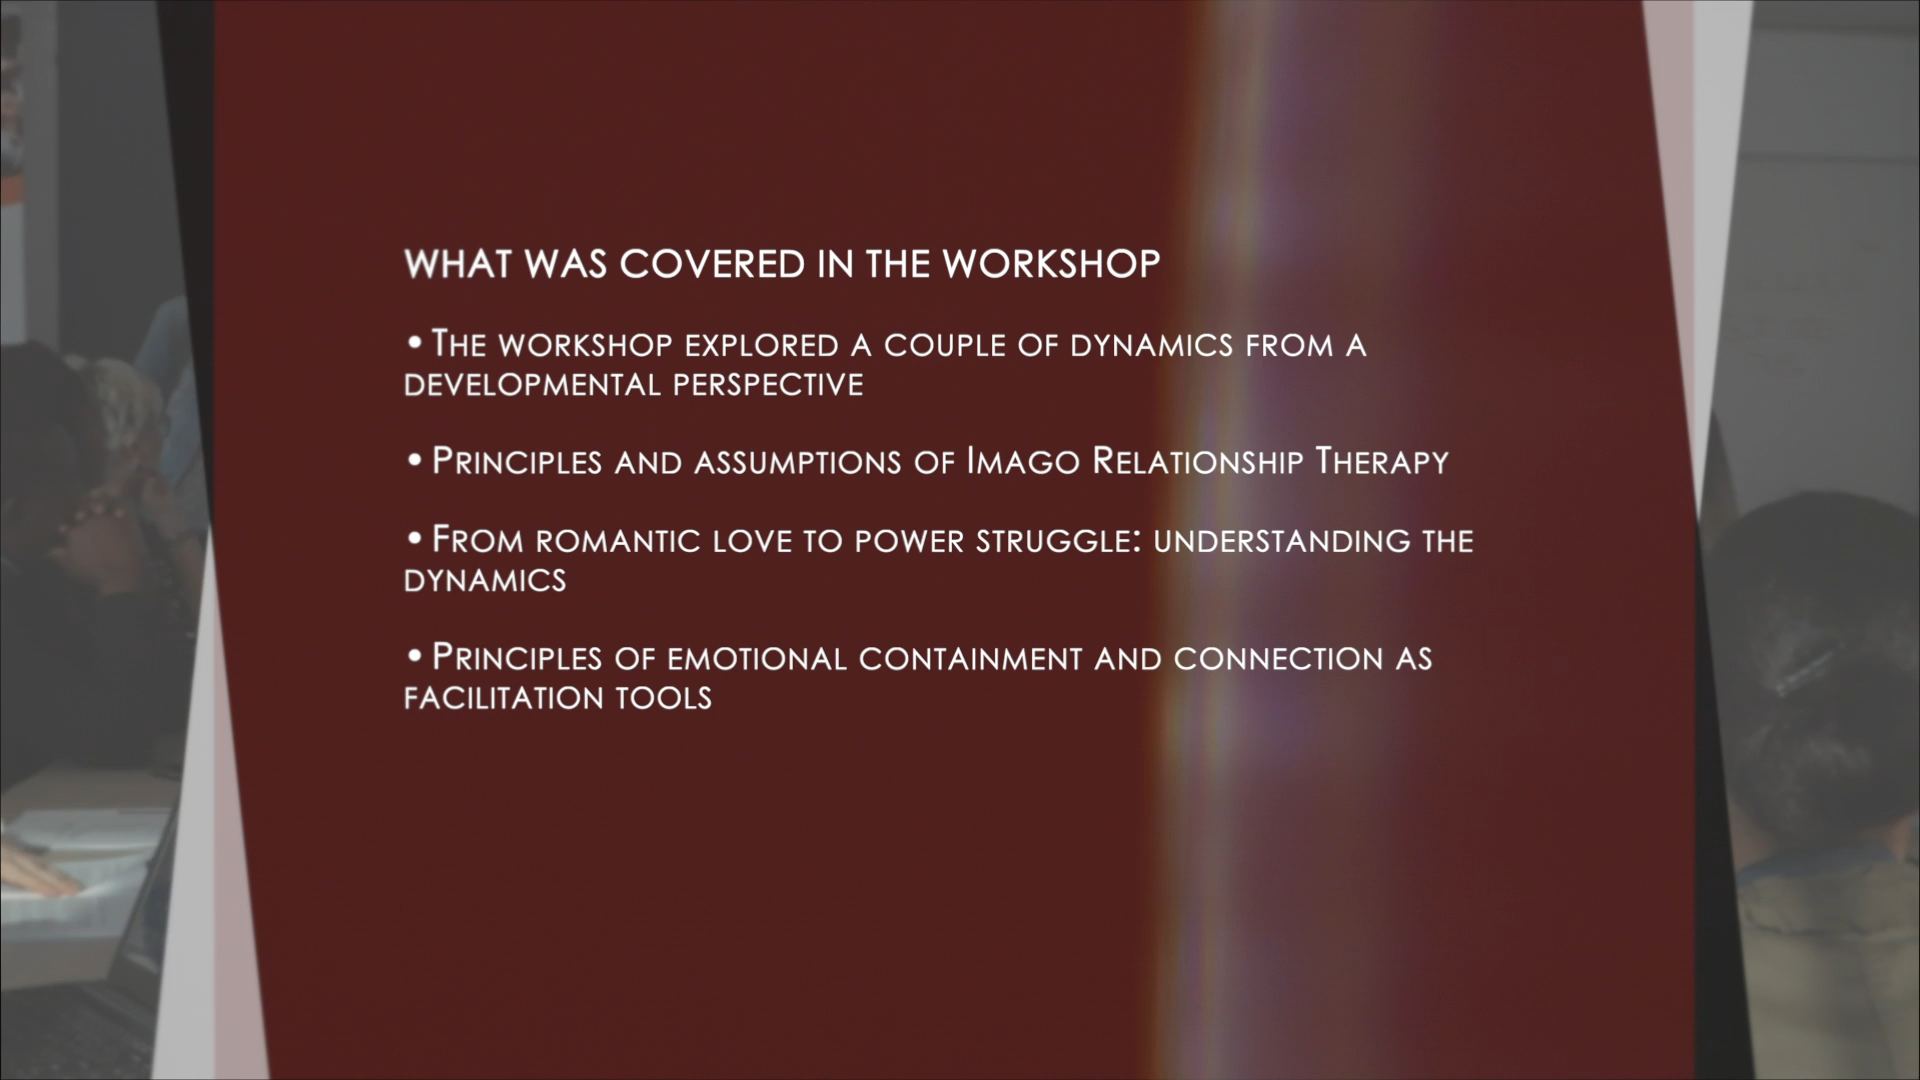 WHAT WAS COVERED IN THE WORKSHOP
• THE WORKSHOP EXPLORED A COUPLE OF DYNAMICS FROM A
DEVELOPMENTAL PERSPECTIVE
• PRINCIPLES AND ASSUMPTIONS OF IMAGO RELATIONSHIP THERAPY
• FROM ROMANTIC LOVE TO POWER STRUGGLE: UNDERSTANDING THE
DYNAMICS
• PRINCIPLES OF EMOTIONAL CONTAINMENT AND CONNECTION AS
FACILITATION TOOLS